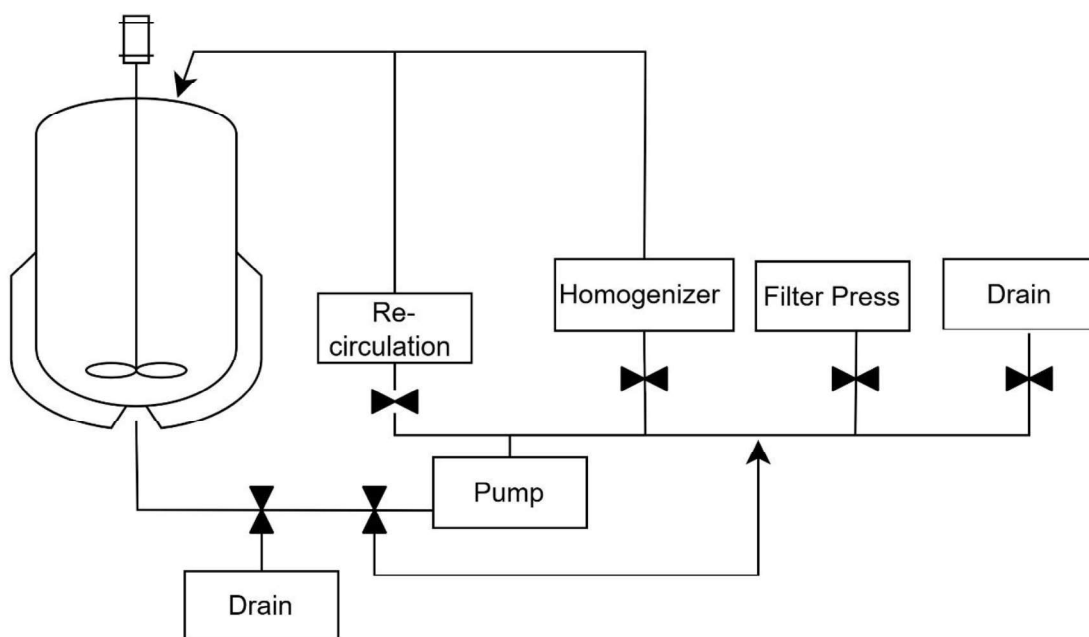 Homogenizer
Filter Press
Drain
Re-
circulation
Pump
Drain